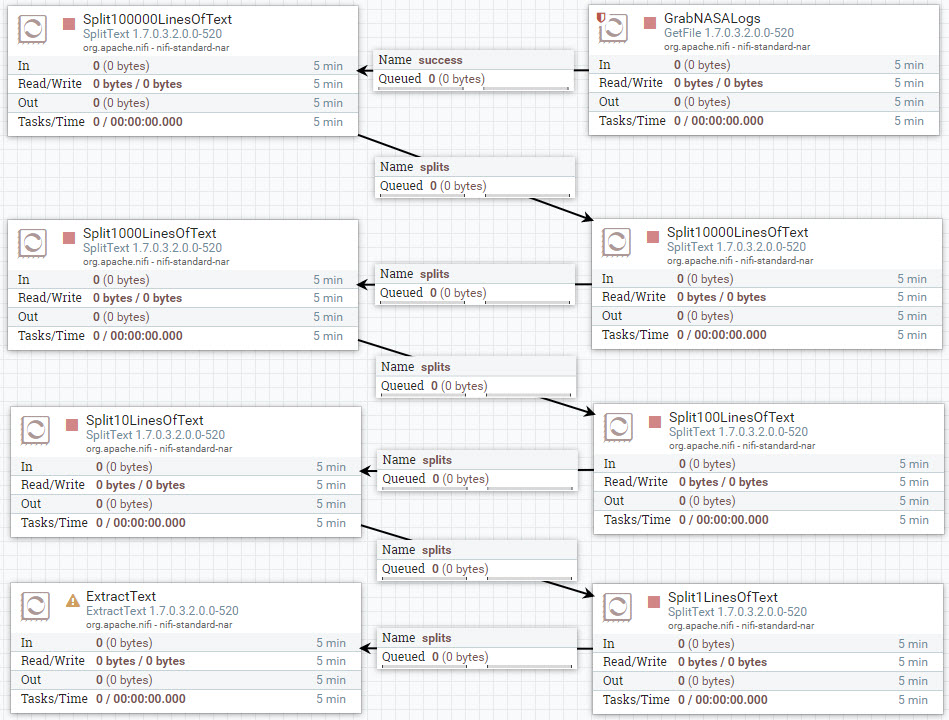 Split100000LinesOfText
SplitText 1.7.0.3.2.0.0-520
org.apache.nifi - nifi-standard-nar
In 0 (0 bytes) 5 min
Read/Write 0 bytes / 0 bytes 5 min
Out 0 (0 bytes) 5 min
Tasks/Time 0 / 00:00:00.000 5 min
Name success
Queued 0 (0 bytes)
GrabNASALogs
GetFile 1.7.0.3.2.0.0-520
org.apache.nifi - nifi-standard-nar
In 0 (0 bytes) 5 min
Read/Write 0 bytes / 0 bytes 5 min
Out 0 (0 bytes) 5 min
Tasks/Time 0 / 00:00:00.000 5 min
Name splits
Queued 0 (0 bytes)
Split1000LinesOfText
SplitText 1.7.0.3.2.0.0-520
org.apache.nifi - nifi-standard-nar
In 0 (0 bytes) 5 min
Read/Write 0 bytes / 0 bytes 5 min
Out 0 (0 bytes) 5 min
Tasks/Time 0 / 00:00:00.000 5 min
Name splits
Queued 0 (0 bytes)
Split10000LinesOfText
SplitText 1.7.0.3.2.0.0-520
org.apache.nifi - nifi-standard-nar
In 0 (0 bytes) 5 min
Read/Write 0 bytes / 0 bytes 5 min
Out 0 (0 bytes) 5 min
Tasks/Time 0 / 00:00:00.000 5 min
Name splits
Queued 0 (0 bytes)
Split10LinesOfText
SplitText 1.7.0.3.2.0.0-520
org.apache.nifi - nifi-standard-nar
In 0 (0 bytes) 5 min
Read/Write 0 bytes / 0 bytes 5 min
Out 0 (0 bytes) 5 min
Tasks/Time 0 / 00:00:00.000 5 min
Name splits
Queued 0 (0 bytes)
Split100LinesOfText
SplitText 1.7.0.3.2.0.0-520
org.apache.nifi - nifi-standard-nar
In 0 (0 bytes) 5 min
Read/Write 0 bytes / 0 bytes 5 min
Out 0 (0 bytes) 5 min
Tasks/Time 0 / 00:00:00.000 5 min
Name splits
Queued 0 (0 bytes)
ExtractText
ExtractText 1.7.0.3.2.0.0-520
org.apache.nifi - nifi-standard-nar
In 0 (0 bytes) 5 min
Read/Write 0 bytes / 0 bytes 5 min
Out 0 (0 bytes) 5 min
Tasks/Time 0 / 00:00:00.000 5 min
Name splits
Queued 0 (0 bytes)
Split1LinesOfText
SplitText 1.7.0.3.2.0.0-520
org.apache.nifi - nifi-standard-nar
In 0 (0 bytes) 5 min
Read/Write 0 bytes / 0 bytes 5 min
Out 0 (0 bytes) 5 min
Tasks/Time 0 / 00:00:00.000 5 min